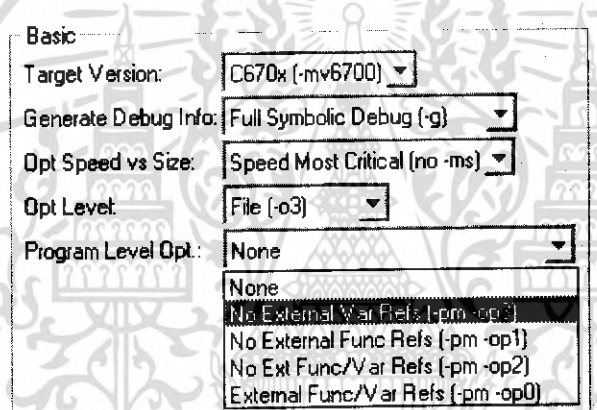 Basic
Target Version: C670x (-mv6700)
Generate Debug Info: Full Symbolic Debug (-g)
Opt Speed vs Size: Speed Most Critical (no -ms)
Opt Level: File (-o3)
Program Level Opt.: None
None
No External Var Refs (-pm
No External Func Refs (-pm -op1)
No Ext Func/Var Refs (-pm -op2)
External Func/Var Refs (-pm -op0)